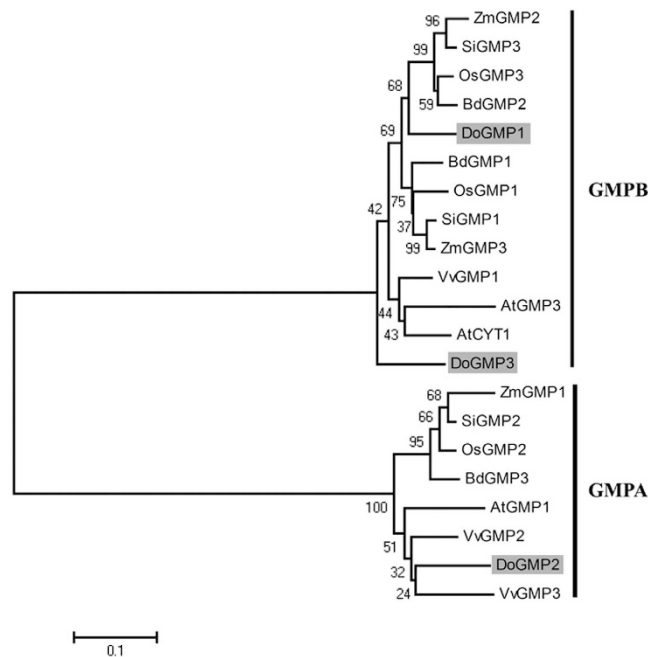 ZmGMP2
96
SiGMP3
99
OsGMP3
68
59
BdGMP2
69
DoGMP1
BdGMP1
GMPB
75
OsGMP1
42
37
SiGMP1
99
ZmGMP3
VvGMP1
44
AtGMP3
43
AtCYT1
DoGMP3
68
ZmGMP1
66
SiGMP2
95
OsGMP2
BdGMP3
GMPA
100
AtGMP1
51
VvGMP2
32
DoGMP2
24
VvGMP3
0.1